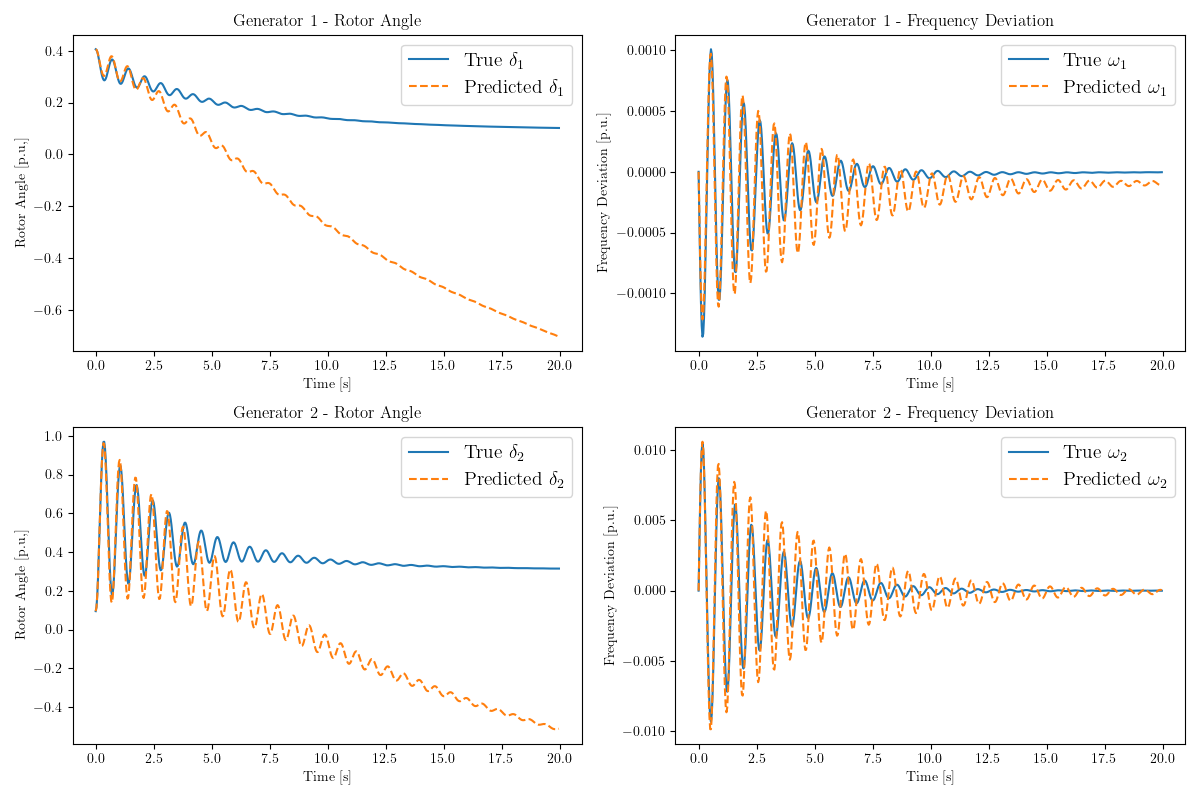 Generator 1 - Rotor Angle
True δ₁
Predicted δ₁
Rotor Angle [p.u.]
0.4
0.2
0.0
−0.2
−0.4
−0.6
0.0 2.5 5.0 7.5 10.0 12.5 15.0 17.5 20.0
Time [s]
Generator 1 - Frequency Deviation
True ω₁
Predicted ω₁
Frequency Deviation [p.u.]
0.0010
0.0005
0.0000
−0.0005
−0.0010
0.0 2.5 5.0 7.5 10.0 12.5 15.0 17.5 20.0
Time [s]
Generator 2 - Rotor Angle
True δ₂
Predicted δ₂
Rotor Angle [p.u.]
1.0
0.8
0.6
0.4
0.2
0.0
−0.2
−0.4
0.0 2.5 5.0 7.5 10.0 12.5 15.0 17.5 20.0
Time [s]
Generator 2 - Frequency Deviation
True ω₂
Predicted ω₂
Frequency Deviation [p.u.]
0.010
0.005
0.000
−0.005
−0.010
0.0 2.5 5.0 7.5 10.0 12.5 15.0 17.5 20.0
Time [s]